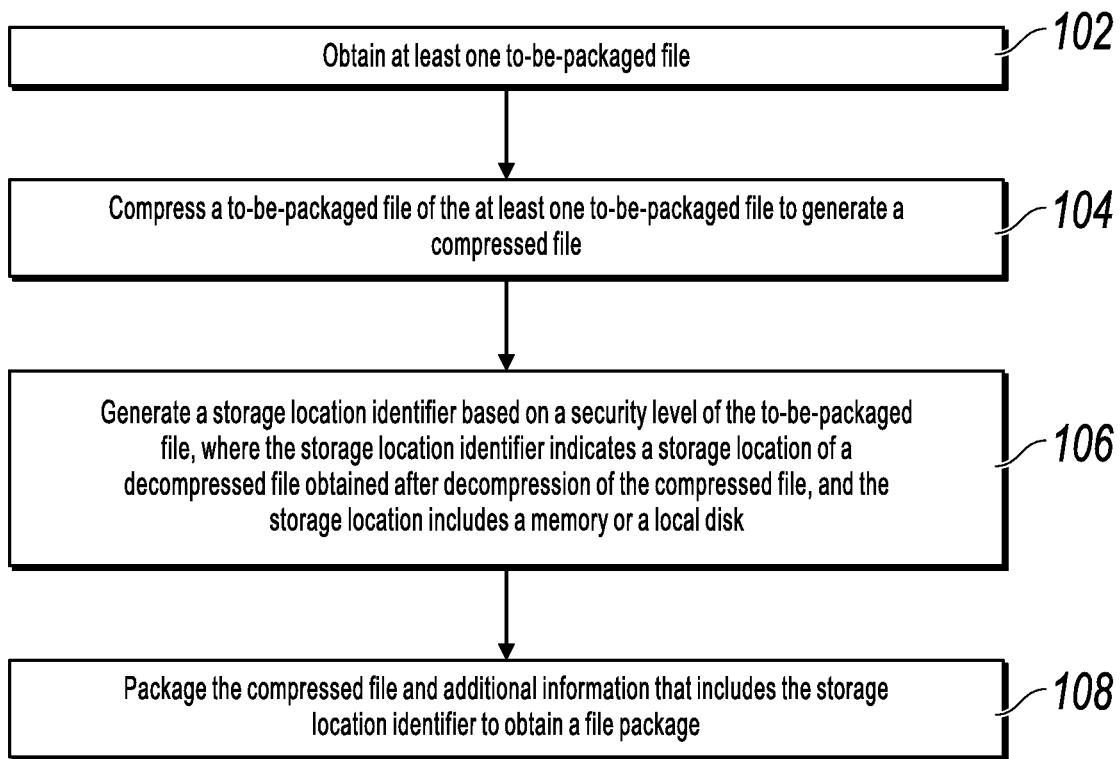 102
Obtain at least one to-be-packaged file
Compress a to-be-packaged file of the at least one to-be-packaged file to generate a
compressed file
104
Generate a storage location identifier based on a security level of the to-be-packaged
file, where the storage location identifier indicates a storage location of a
decompressed file obtained after decompression of the compressed file, and the
storage location includes a memory or a local disk
106
Package the compressed file and additional information that includes the storage
location identifier to obtain a file package
108